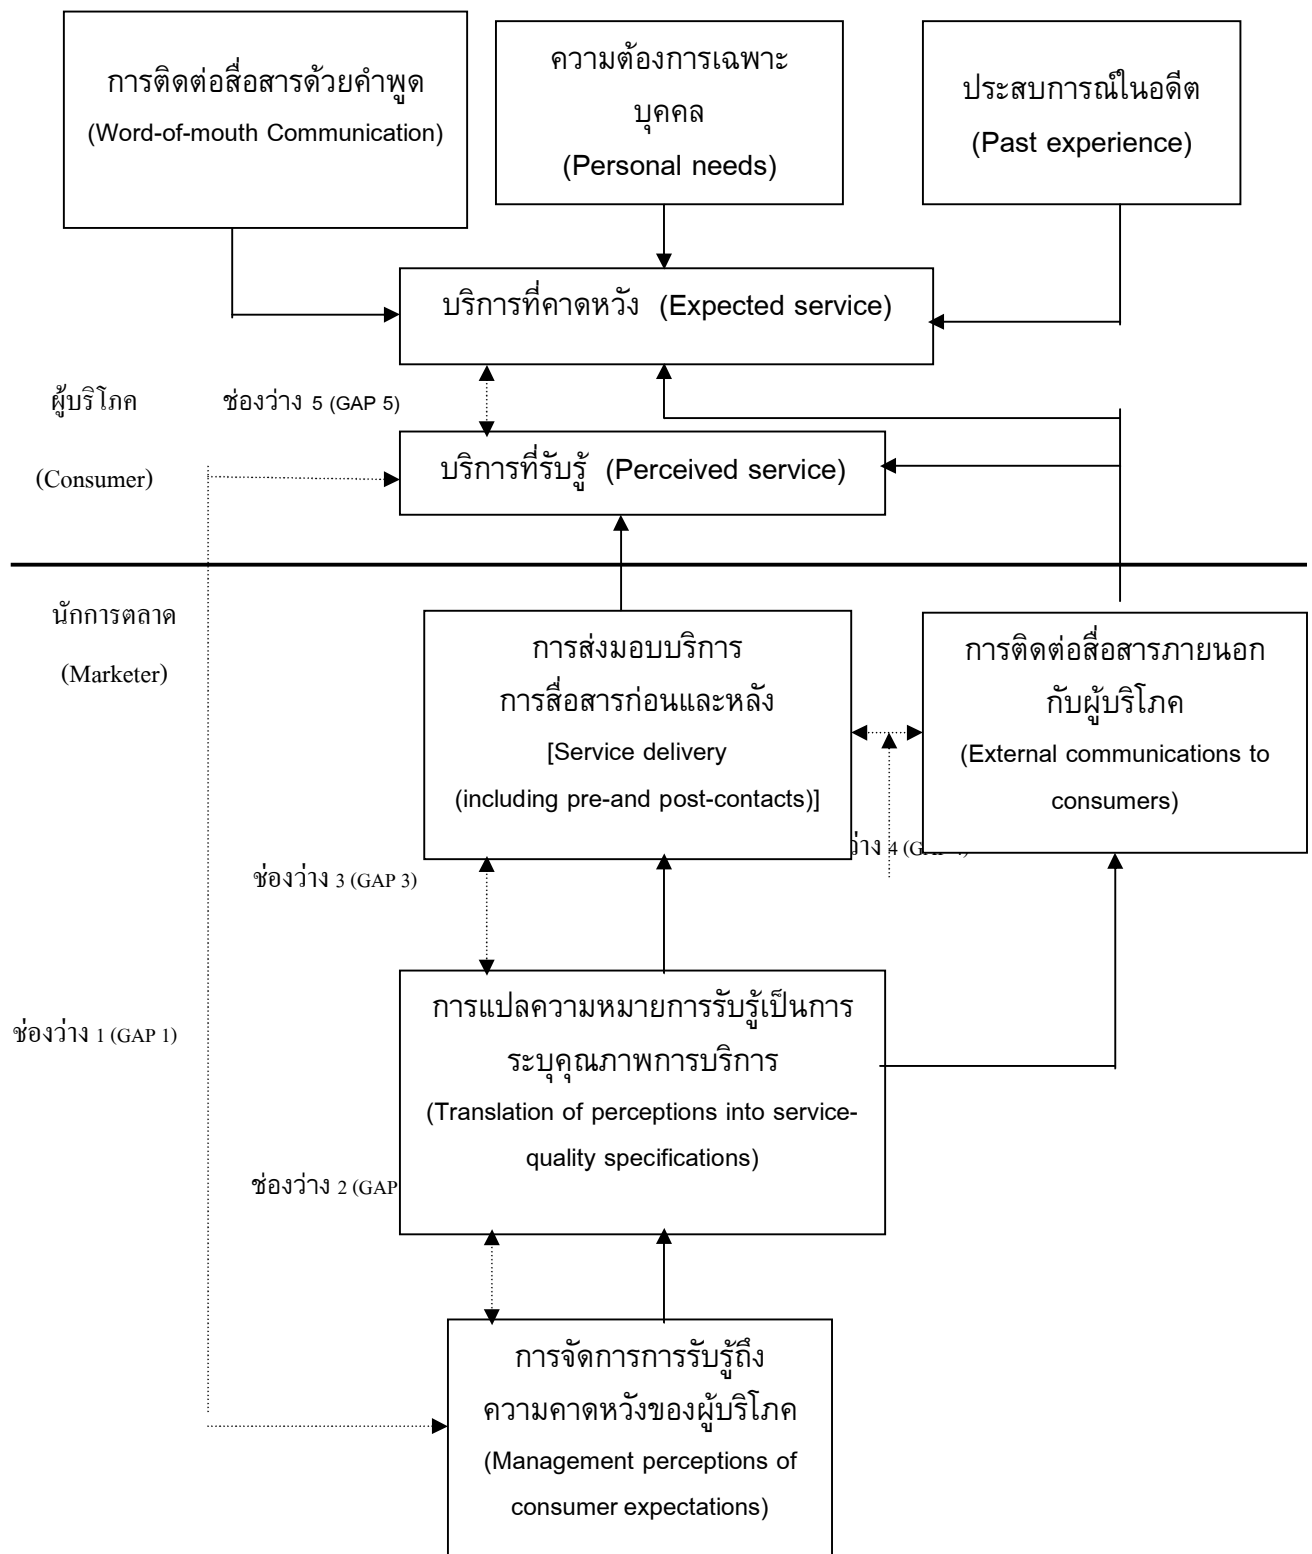 การติดต่อสื่อสารด้วยคำพูด
(Word-of-mouth Communication)
ความต้องการเฉพาะ
บุคคล
(Personal needs)
ประสบการณ์ในอดีต
(Past experience)
บริการที่คาดหวัง (Expected service)
ผู้บริโภค
(Consumer)
ช่องว่าง 5 (GAP 5)
บริการที่รับรู้ (Perceived service)
นักการตลาด
(Marketer)
การส่งมอบบริการ
การสื่อสารก่อนและหลัง
[Service delivery
(including pre-and post-contacts)]
การติดต่อสื่อสารภายนอก
กับผู้บริโภค
(External communications to
consumers)
ช่องว่าง 3 (GAP 3)
ว่าง 4
การแปลความหมายการรับรู้เป็นการ
ระบุคุณภาพการบริการ
(Translation of perceptions into service-
quality specifications)
ช่องว่าง 1 (GAP 1)
ช่องว่าง 2 (GAP
การจัดการการรับรู้ถึง
ความคาดหวังของผู้บริโภค
(Management perceptions of
consumer expectations)